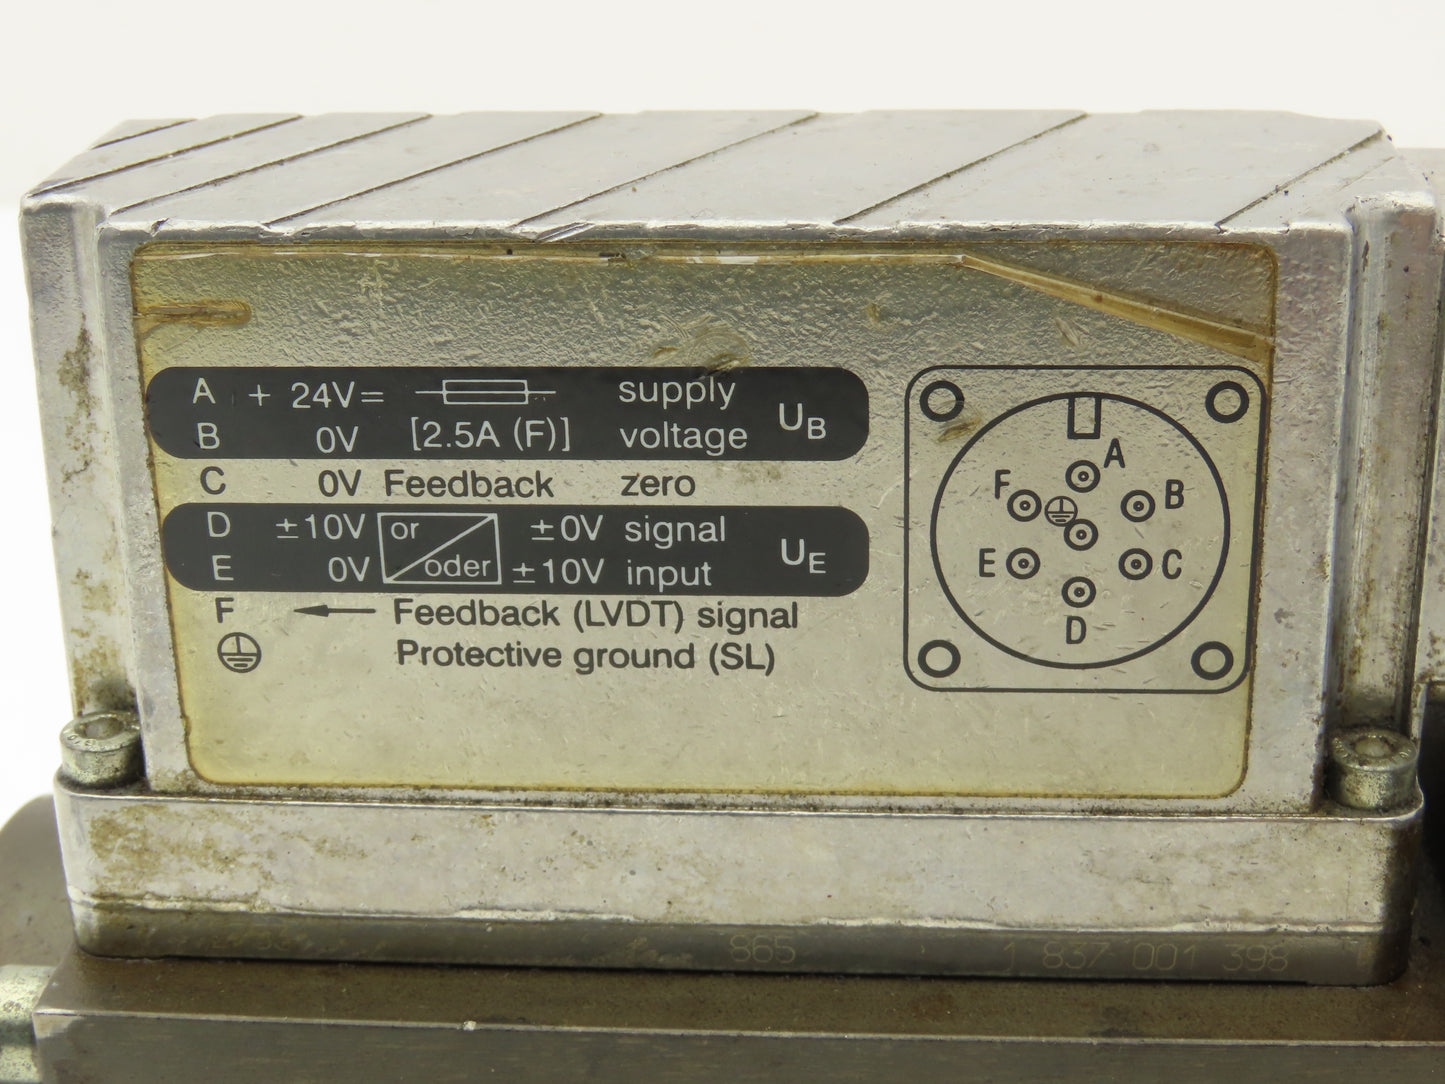 A + 24V= supply
B 0V [2.5A (F)] voltage UB
C 0V Feedback zero
D ±10V or ±0V signal
E 0V oder ±10V input UE
F Feedback (LVDT) signal
Protective ground (SL)
A
B
C
D
E
F
865 1 837 001 398